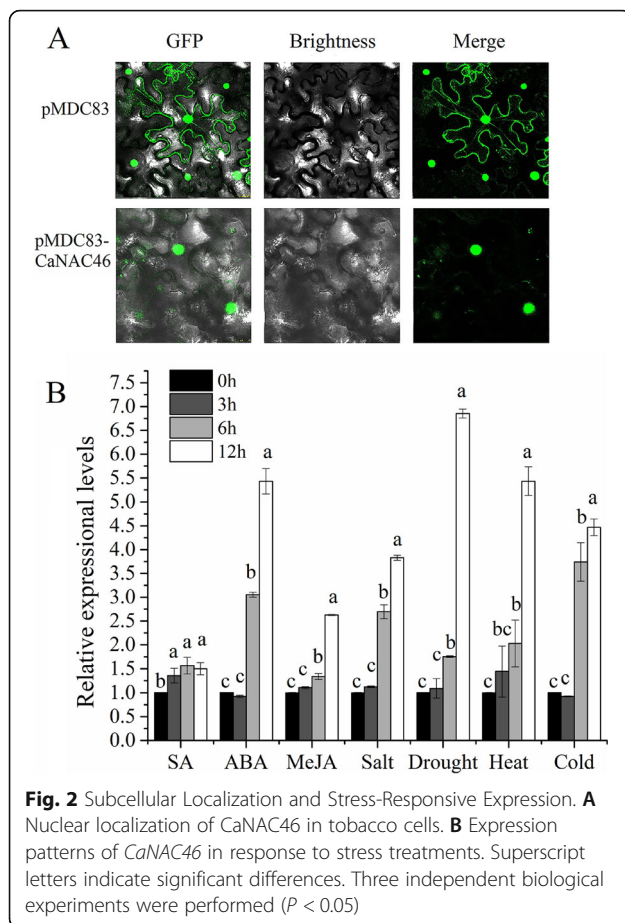 A
GFP Brightness Merge
pMDC83
pMDC83-
CaNAC46
B
Relative expressional levels
7.5
7.0
6.5
6.0
5.5
5.0
4.5
4.0
3.5
3.0
2.5
2.0
1.5
1.0
0.5
0.0
0h
3h
6h
12h
b a a a
c c b a
c c b a
c c b a
c c b a
c bc b a
c c b a
SA ABA MeJA Salt Drought Heat Cold
Fig. 2 Subcellular Localization and Stress-Responsive Expression. A
Nuclear localization of CaNAC46 in tobacco cells. B Expression
patterns of CaNAC46 in response to stress treatments. Superscript
letters indicate significant differences. Three independent biological
experiments were performed (P < 0.05)